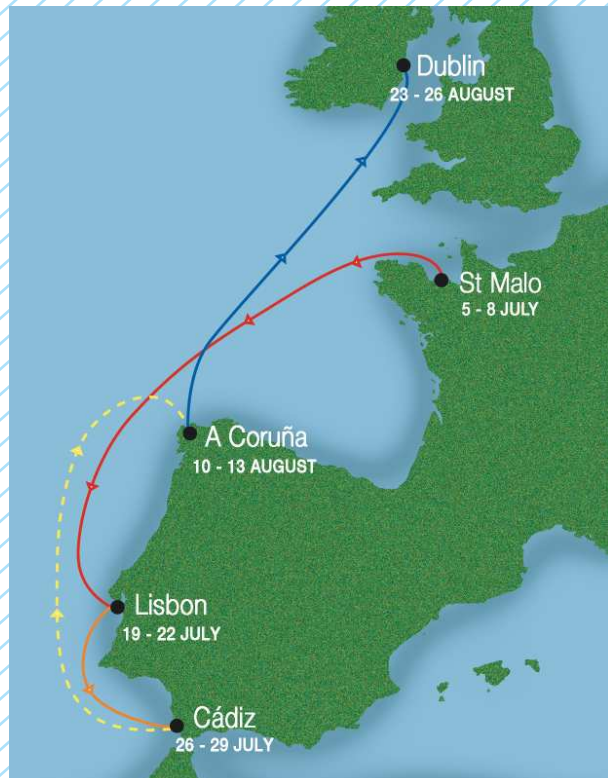 Dublin
23 - 26 AUGUST
St Malo
5 - 8 JULY
A Coruña
10 - 13 AUGUST
Lisbon
19 - 22 JULY
Cádiz
26 - 29 JULY